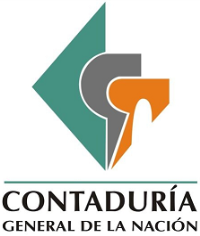 CONTADURÍA
GENERAL DE LA NACIÓN